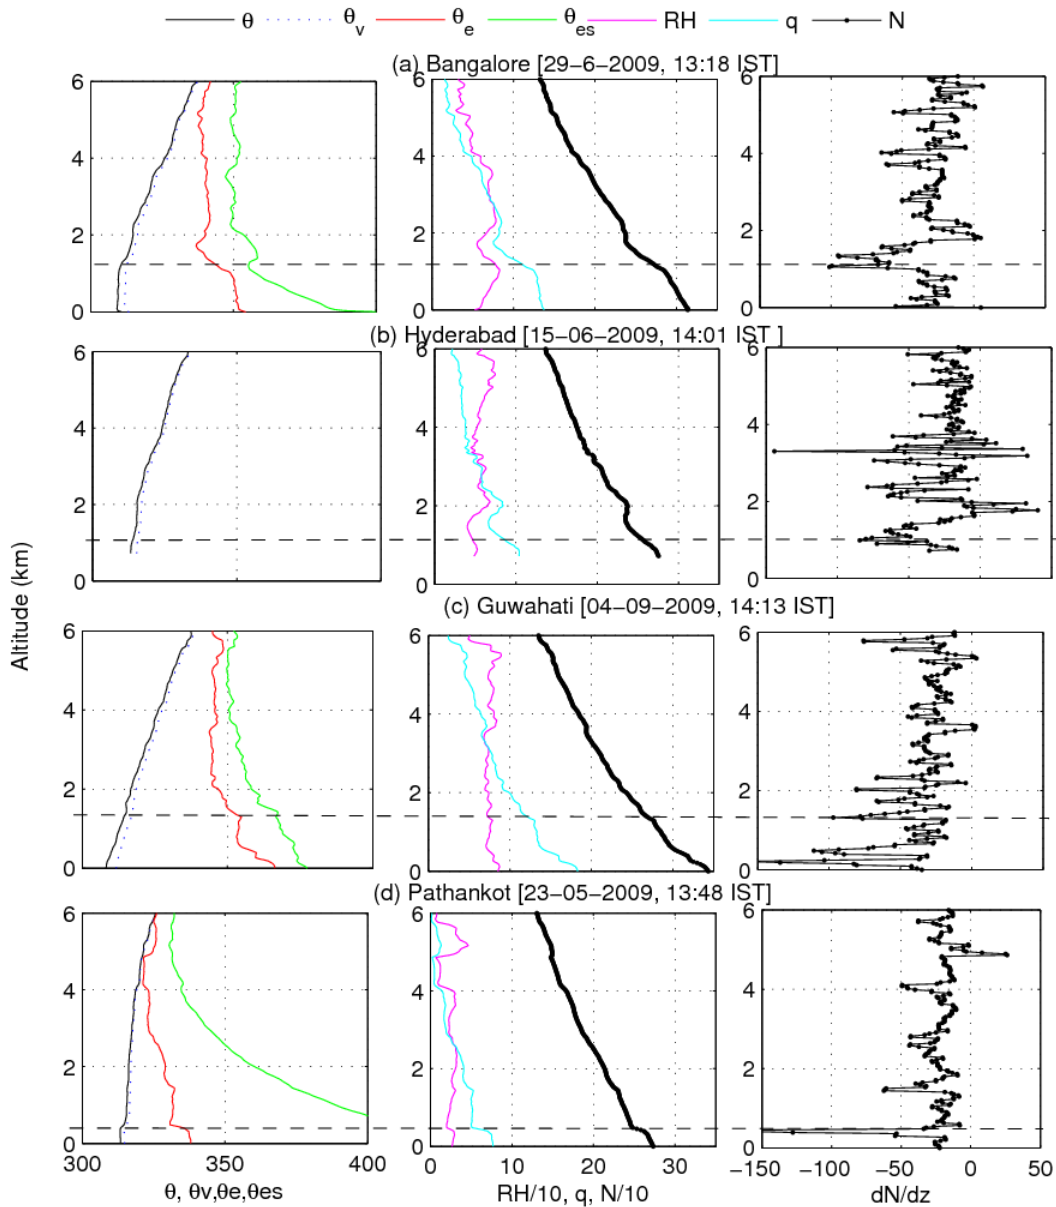 θ θv θe θes RH q N
(a) Bangalore [29−6−2009, 13:18 IST]
6 6 6
4 4 4
2 2 2
0 0 0
(b) Hyderabad [15−06−2009, 14:01 IST ]
6 6 6
4 4 4
2 2 2
0 0 0
Altitude (km)
(c) Guwahati [04−09−2009, 14:13 IST]
6 6 6
4 4 4
2 2 2
0 0 0
(d) Pathankot [23−05−2009, 13:48 IST]
6 6 6
4 4 4
2 2 2
0 0 0
300 350 400 0 10 20 30 −150 −100 −50 0 50
θ, θv,θe,θes RH/10, q, N/10 dN/dz